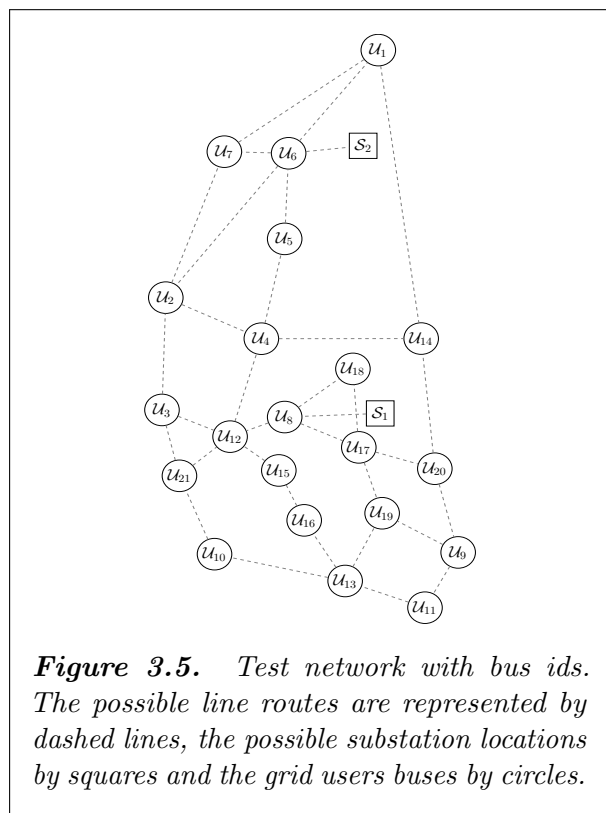 U1
U7
U6
S2
U5
U2
U4
U14
U18
U3
U8
S1
U12
U17
U15
U20
U21
U16
U19
U10
U9
U13
U11
Figure 3.5. Test network with bus ids.
The possible line routes are represented by
dashed lines, the possible substation locations
by squares and the grid users buses by circles.